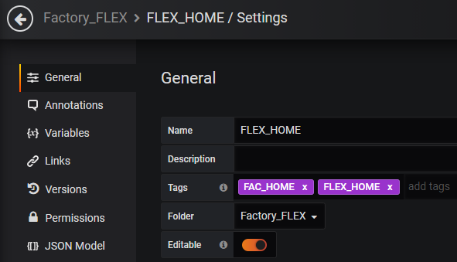 Factory_FLEX > FLEX_HOME / Settings
General
Annotations
Variables
Links
Versions
Permissions
JSON Model
General
Name FLEX_HOME
Description
Tags FAC_HOME x FLEX_HOME x add tags
Folder Factory_FLEX
Editable